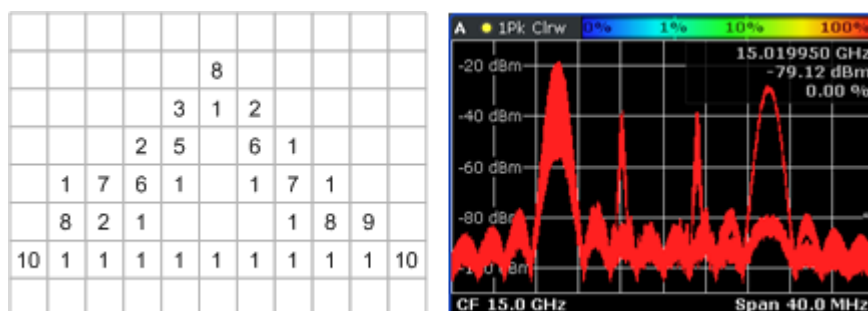 8
3 1 2
2 5 6 1
1 7 6 1 1 7 1
8 2 1 1 8 9
10 1 1 1 1 1 1 1 1 1 10
A 1Pk Clrw 0% 1% 10% 100%
15.019950 GHz
-20 dBm
-79.12 dBm
0.00 %
-40 dBm
-60 dBm
-80 dBm
-100 dBm
CF 15.0 GHz Span 40.0 MHz